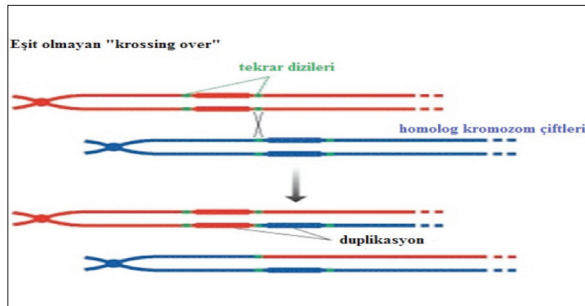 Eşit olmayan "krossing over"
tekrar dizileri
homolog kromozom çiftleri
duplikasyon